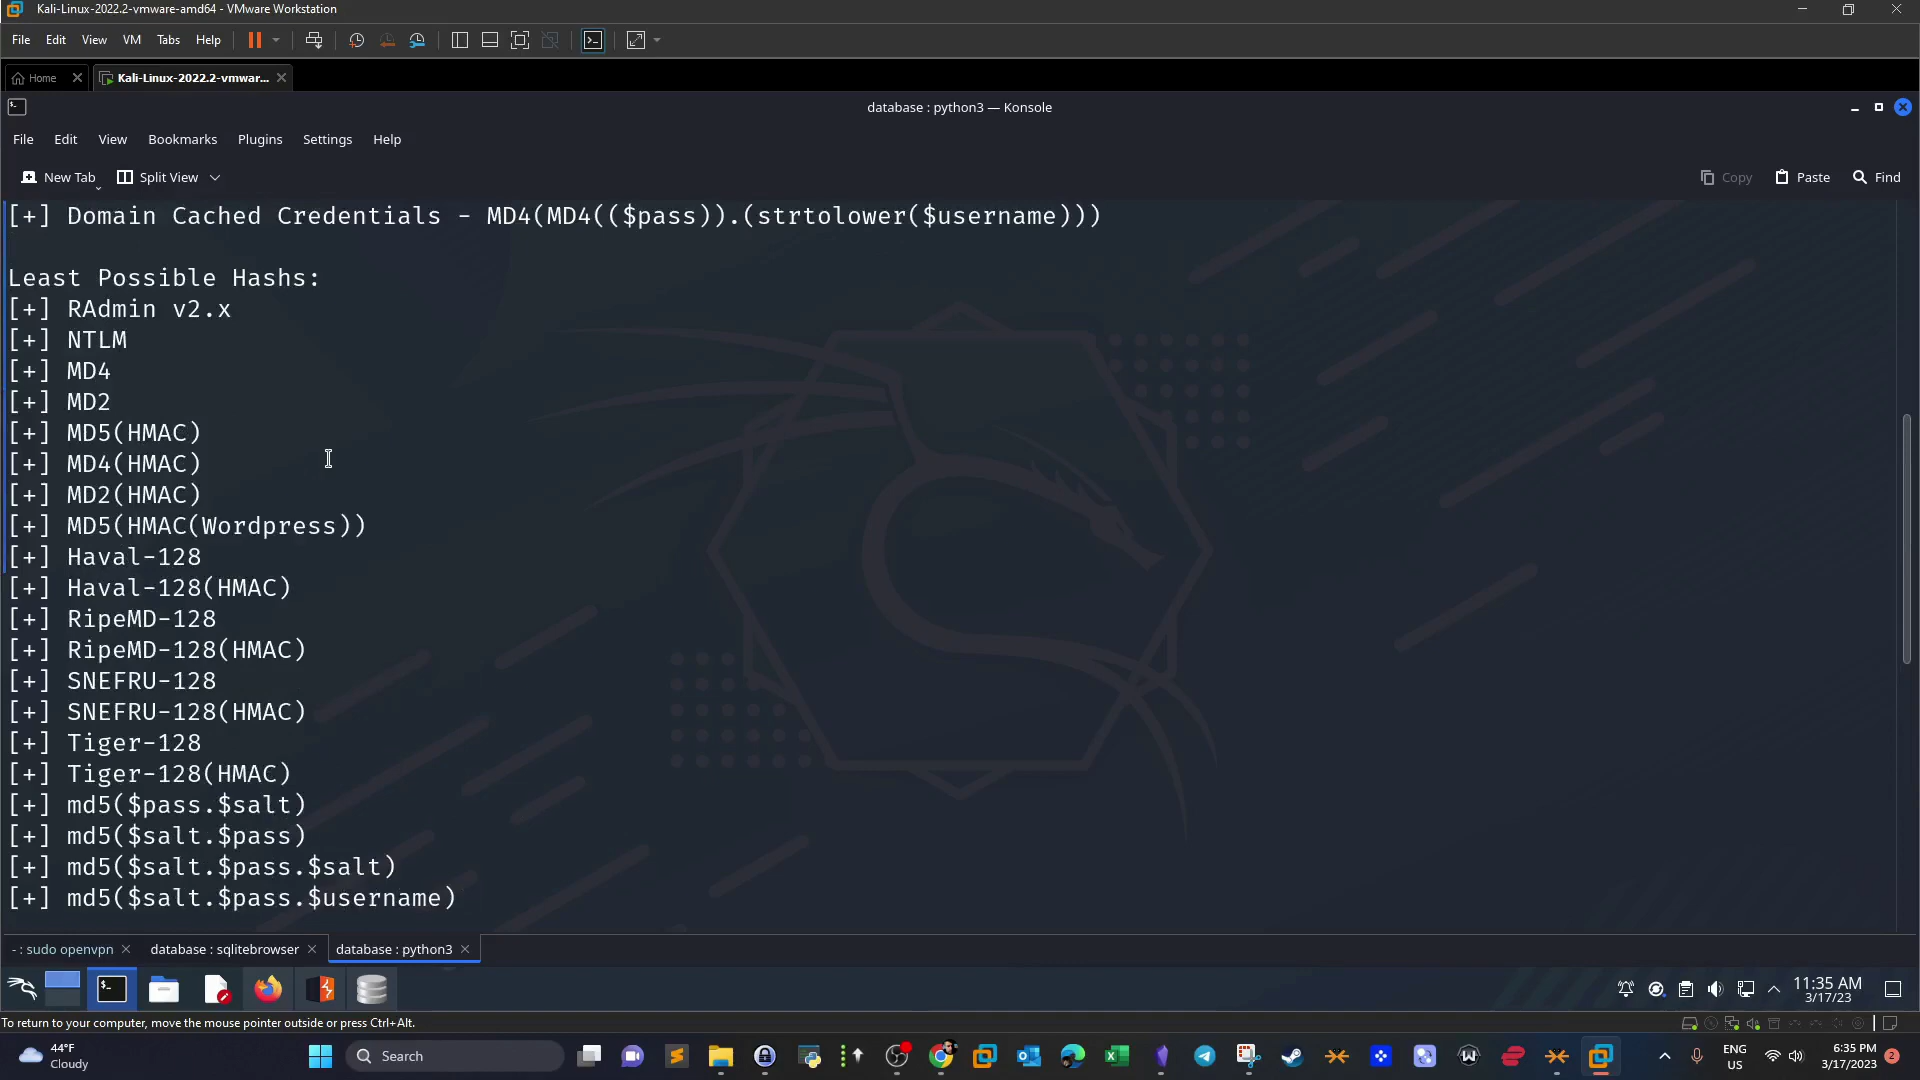 Kali-Linux-2022.2-vmware-amd64 - VMware Workstation
File Edit View VM Tabs Help
Home Kali-Linux-2022.2-vmwar...
database : python3 — Konsole
File Edit View Bookmarks Plugins Settings Help
New Tab Split View Copy Paste Find
[+] Domain Cached Credentials - MD4(MD4(($pass)).(strtolower($username)))
Least Possible Hashs:
[+] RAdmin v2.x
[+] NTLM
[+] MD4
[+] MD2
[+] MD5(HMAC)
[+] MD4(HMAC)
[+] MD2(HMAC)
[+] MD5(HMAC(Wordpress))
[+] Haval-128
[+] Haval-128(HMAC)
[+] RipeMD-128
[+] RipeMD-128(HMAC)
[+] SNEFRU-128
[+] SNEFRU-128(HMAC)
[+] Tiger-128
[+] Tiger-128(HMAC)
[+] md5($pass.$salt)
[+] md5($salt.$pass)
[+] md5($salt.$pass.$salt)
[+] md5($salt.$pass.$username)
- : sudo openvpn database : sqlitebrowser database : python3
11:35 AM
3/17/23
To return to your computer, move the mouse pointer outside or press Ctrl+Alt.
44°F
Cloudy
Search
ENG
US
6:35 PM
3/17/2023
2